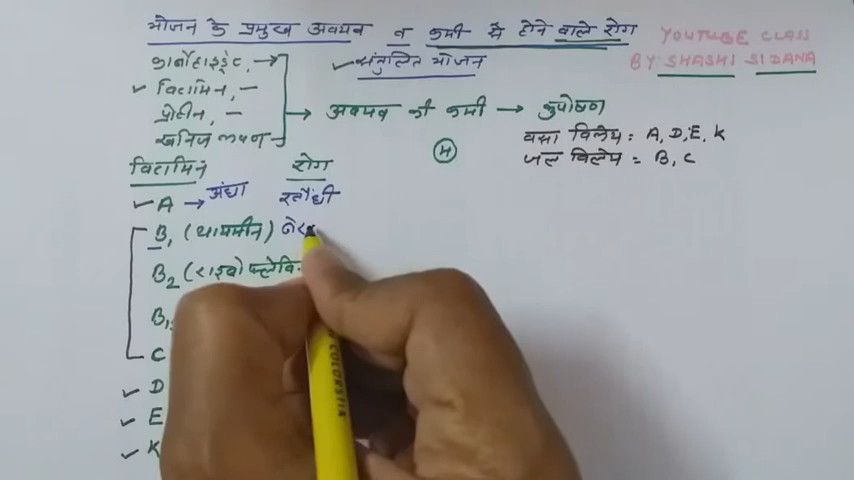 भोजन के प्रमुख अवयव व कमी से होने वाले रोग
YOUTUBE CLASS
BY SHASHI SIDANA
कार्बोहाइड्रेट, संतुलित भोजन
विटामिन,
प्रोटीन, अवयव की कमी → कुपोषण
खनिज लवण
वसा विलेय : A, D, E, K
जल विलेय = B, C
म
विटामिन रोग
A → अंधा रतौंधी
B₁ (थायमीन) बेर
B₂ (राइबोफ्लेवि
B₁
C
D
E
K